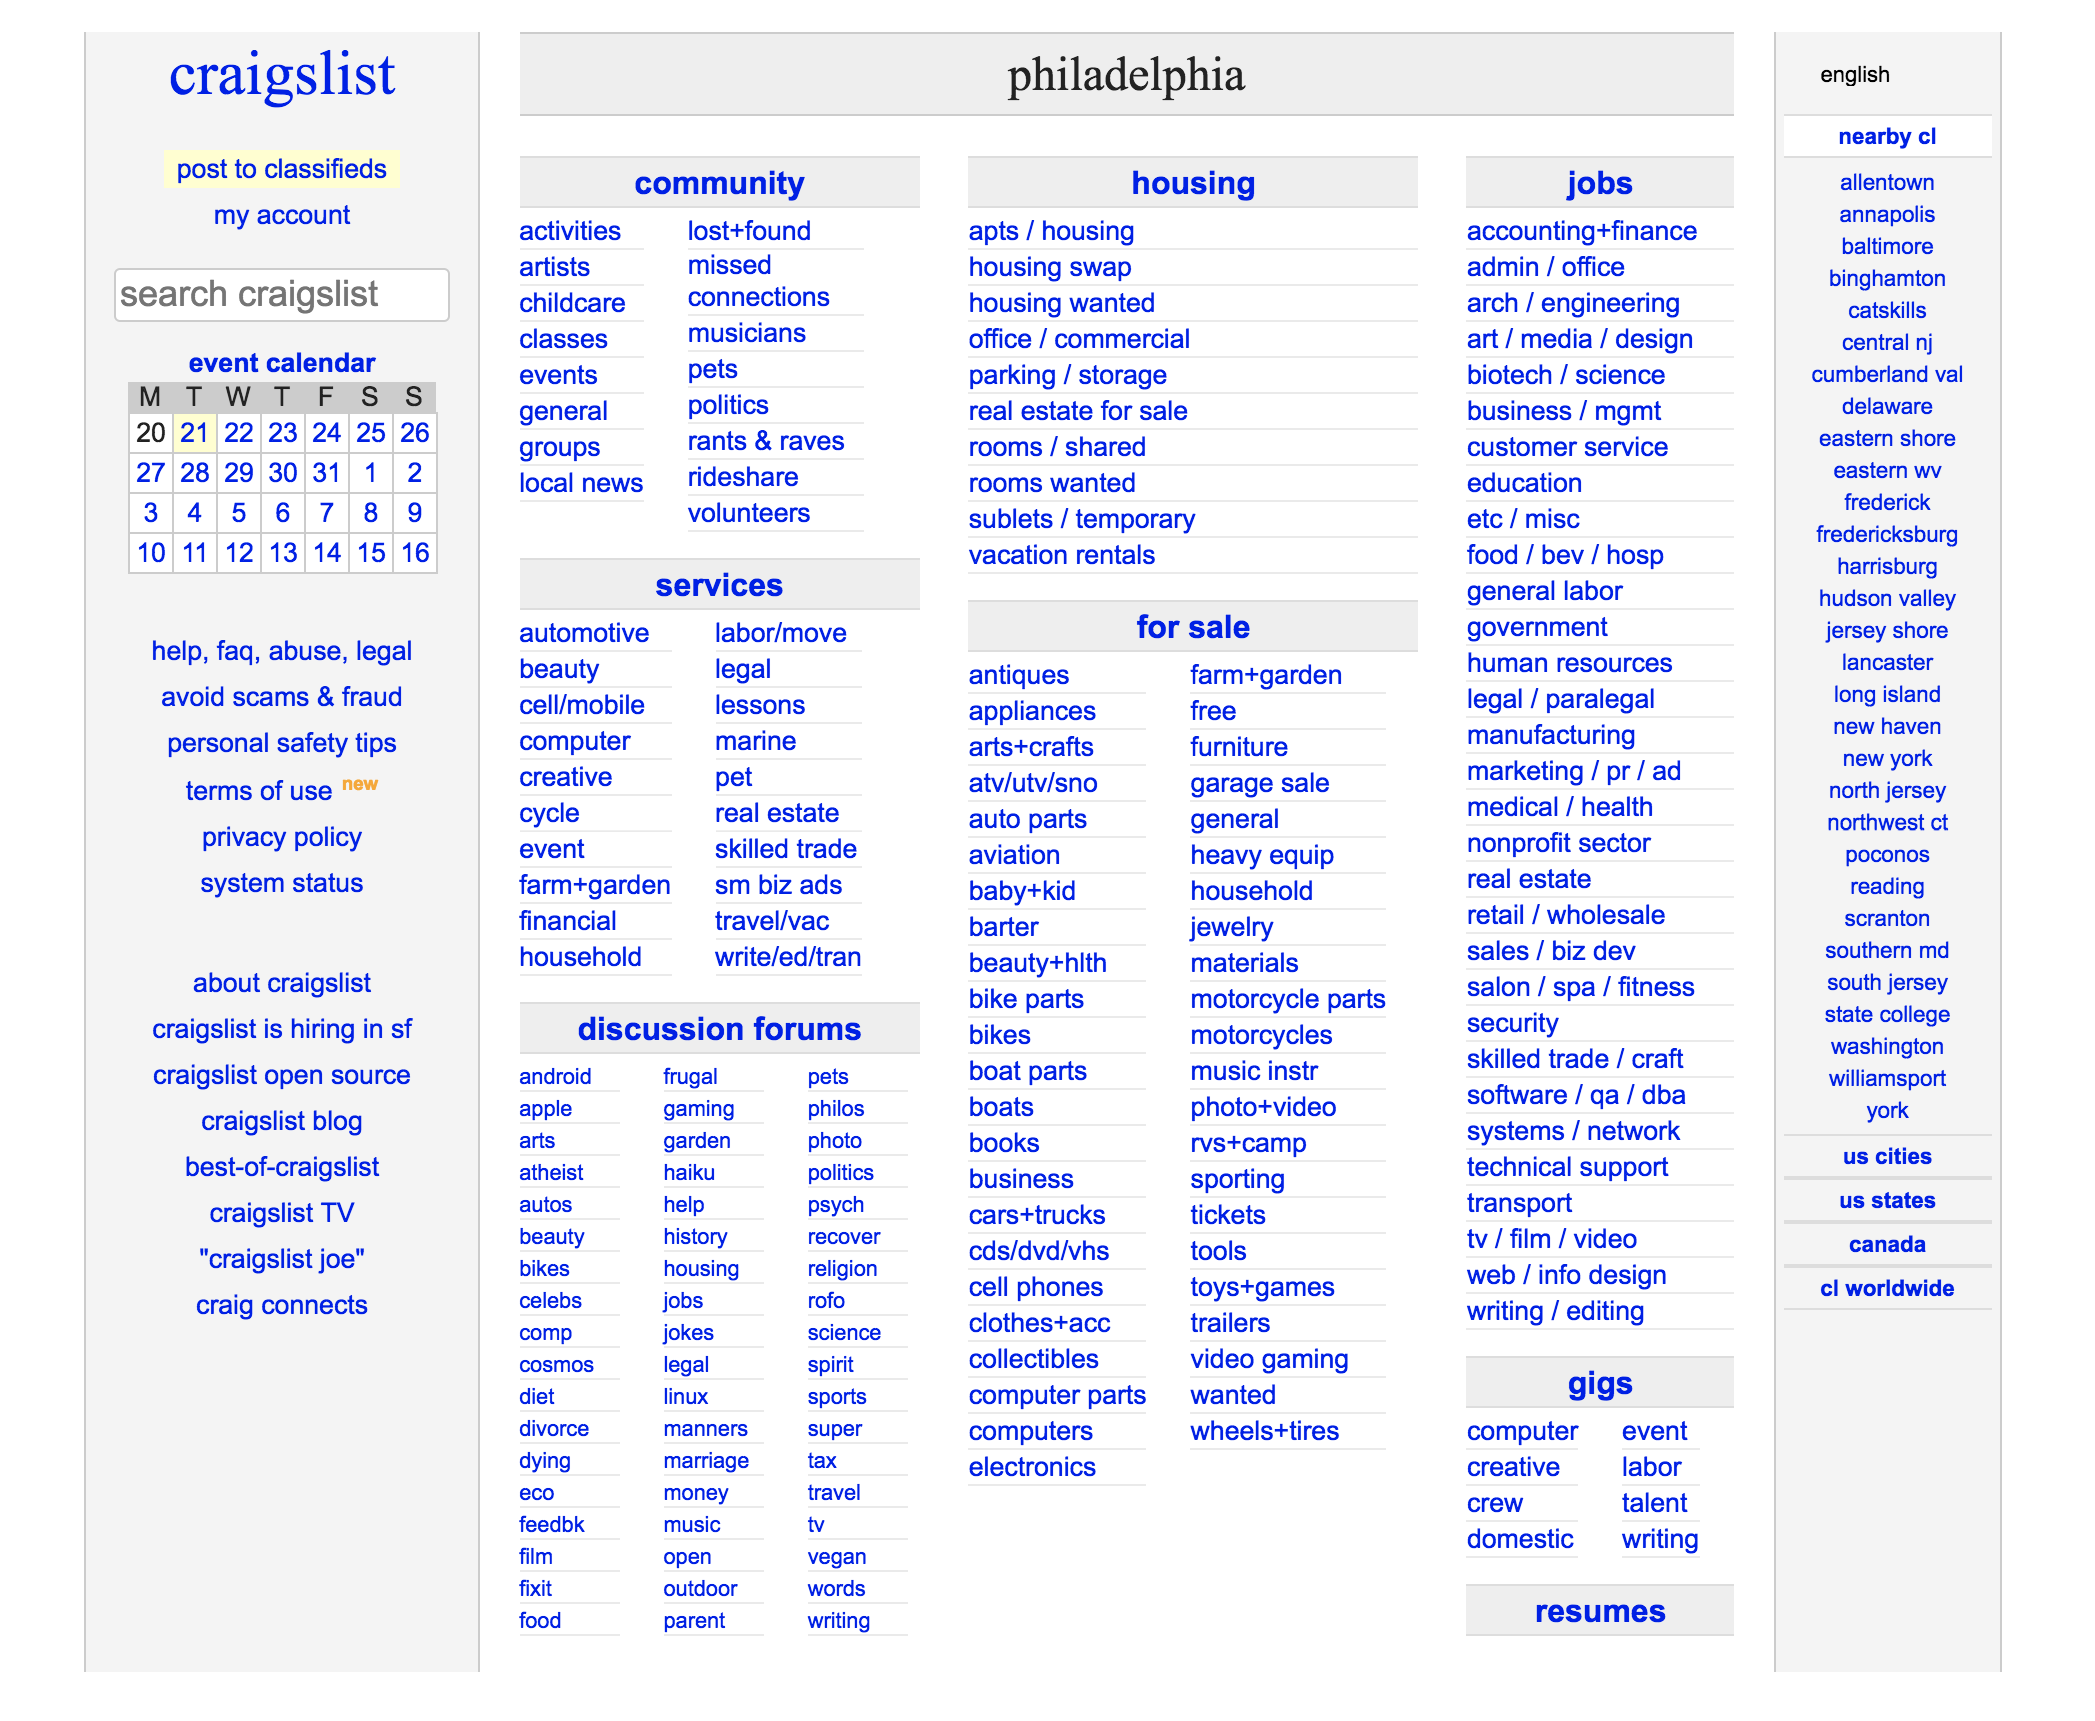 craigslist
post to classifieds
my account
search craigslist
event calendar
M T W T F S S
20 21 22 23 24 25 26
27 28 29 30 31 1 2
3 4 5 6 7 8 9
10 11 12 13 14 15 16
help, faq, abuse, legal
avoid scams & fraud
personal safety tips
terms of use new
privacy policy
system status
about craigslist
craigslist is hiring in sf
craigslist open source
craigslist blog
best-of-craigslist
craigslist TV
"craigslist joe"
craig connects
philadelphia
community
activities
artists
childcare
classes
events
general
groups
local news
lost+found
missed
connections
musicians
pets
politics
rants & raves
rideshare
volunteers
services
automotive
beauty
cell/mobile
computer
creative
cycle
event
farm+garden
financial
household
labor/move
legal
lessons
marine
pet
real estate
skilled trade
sm biz ads
travel/vac
write/ed/tran
discussion forums
android
apple
arts
atheist
autos
beauty
bikes
celebs
comp
cosmos
diet
divorce
dying
eco
feedbk
film
fixit
food
frugal
gaming
garden
haiku
help
history
housing
jobs
jokes
legal
linux
manners
marriage
money
music
open
outdoor
parent
pets
philos
photo
politics
psych
recover
religion
rofo
science
spirit
sports
super
tax
travel
tv
vegan
words
writing
housing
apts / housing
housing swap
housing wanted
office / commercial
parking / storage
real estate for sale
rooms / shared
rooms wanted
sublets / temporary
vacation rentals
for sale
antiques
appliances
arts+crafts
atv/utv/sno
auto parts
aviation
baby+kid
barter
beauty+hlth
bike parts
bikes
boat parts
boats
books
business
cars+trucks
cds/dvd/vhs
cell phones
clothes+acc
collectibles
computer parts
computers
electronics
farm+garden
free
furniture
garage sale
general
heavy equip
household
jewelry
materials
motorcycle parts
motorcycles
music instr
photo+video
rvs+camp
sporting
tickets
tools
toys+games
trailers
video gaming
wanted
wheels+tires
jobs
accounting+finance
admin / office
arch / engineering
art / media / design
biotech / science
business / mgmt
customer service
education
etc / misc
food / bev / hosp
general labor
government
human resources
legal / paralegal
manufacturing
marketing / pr / ad
medical / health
nonprofit sector
real estate
retail / wholesale
sales / biz dev
salon / spa / fitness
security
skilled trade / craft
software / qa / dba
systems / network
technical support
transport
tv / film / video
web / info design
writing / editing
gigs
computer
creative
crew
domestic
event
labor
talent
writing
resumes
english
nearby cl
allentown
annapolis
baltimore
binghamton
catskills
central nj
cumberland val
delaware
eastern shore
eastern wv
frederick
fredericksburg
harrisburg
hudson valley
jersey shore
lancaster
long island
new haven
new york
north jersey
northwest ct
poconos
reading
scranton
southern md
south jersey
state college
washington
williamsport
york
us cities
us states
canada
cl worldwide